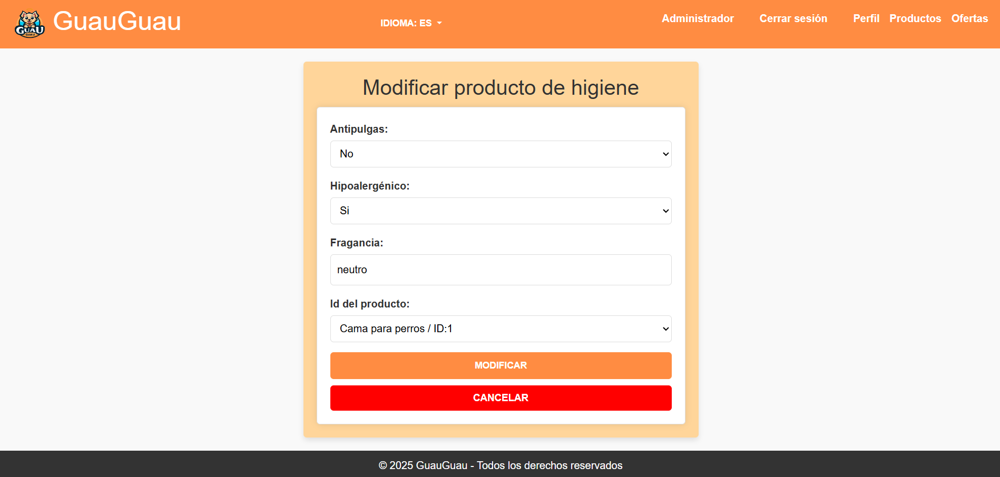 GUAU
GUAU
GuauGuau
IDIOMA: ES
Administrador
Cerrar sesión
Perfil
Productos
Ofertas
Modificar producto de higiene
Antipulgas:
No
Hipoalergénico:
Si
Fragancia:
neutro
Id del producto:
Cama para perros / ID:1
MODIFICAR
CANCELAR
© 2025 GuauGuau - Todos los derechos reservados